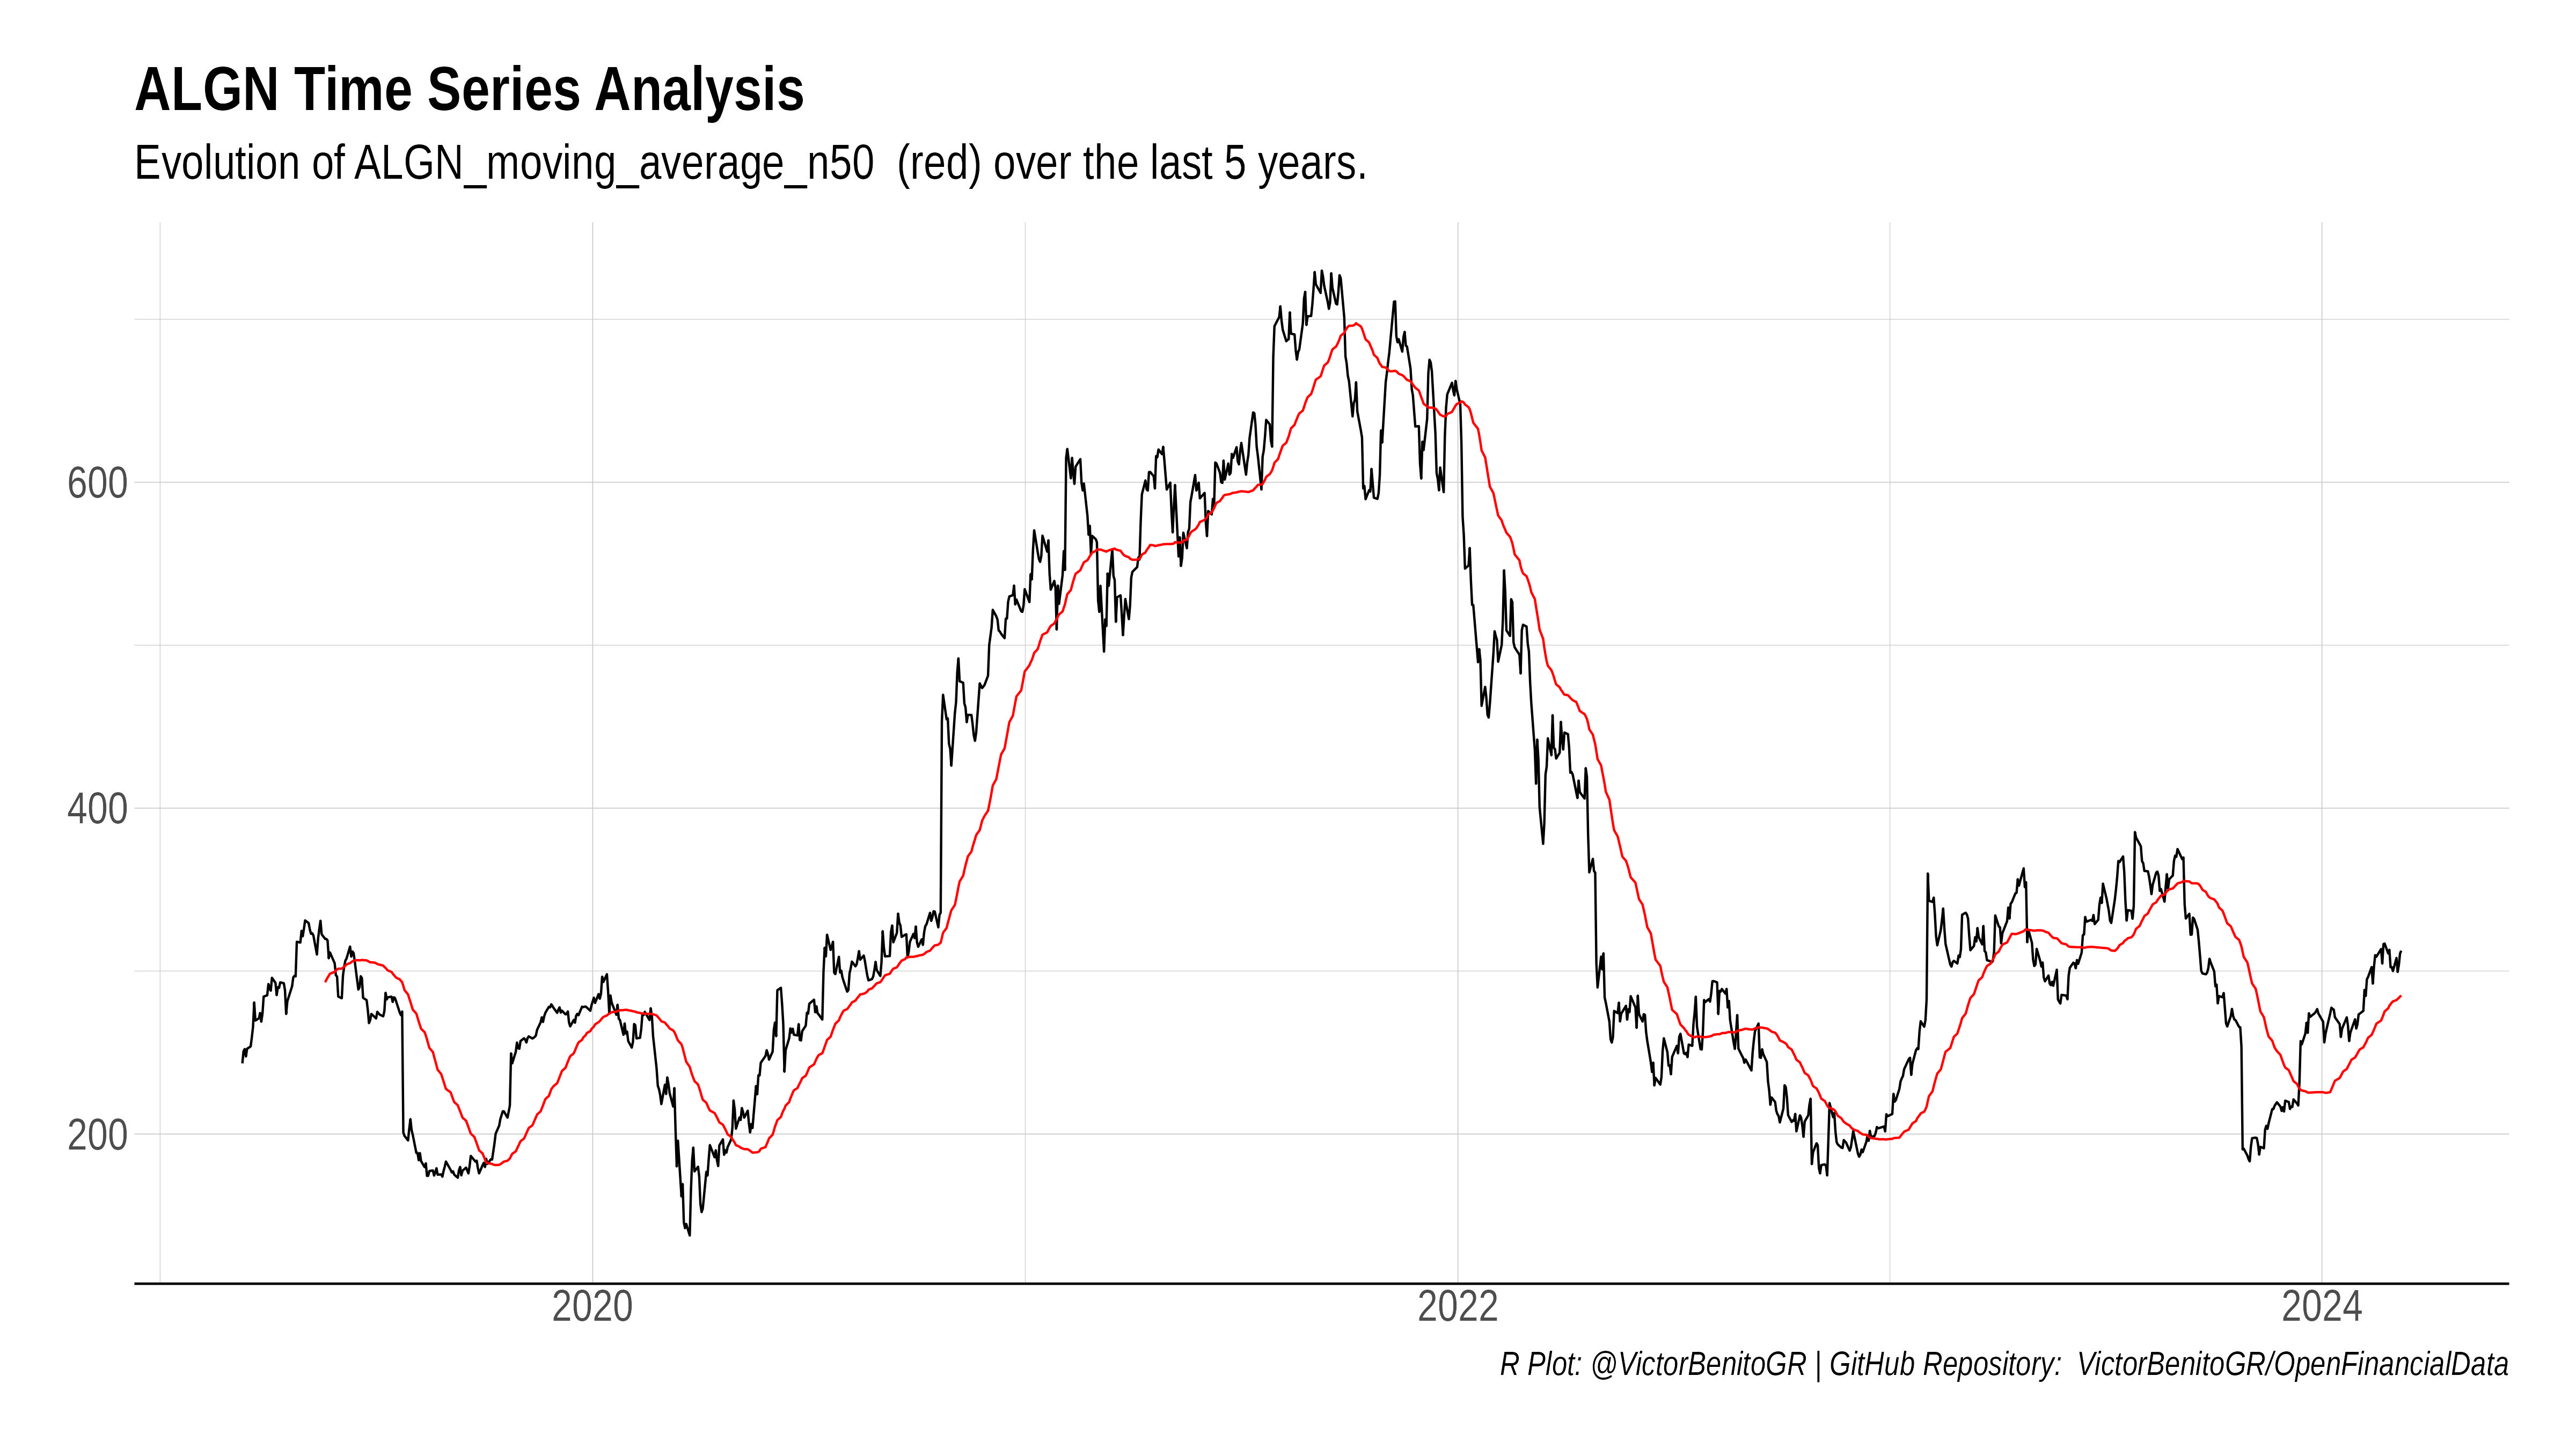 ALGN Time Series Analysis
Evolution of ALGN_moving_average_n50  (red) over the last 5 years.
600
400
200
2020 2022 2024
R Plot: @VictorBenitoGR | GitHub Repository:  VictorBenitoGR/OpenFinancialData